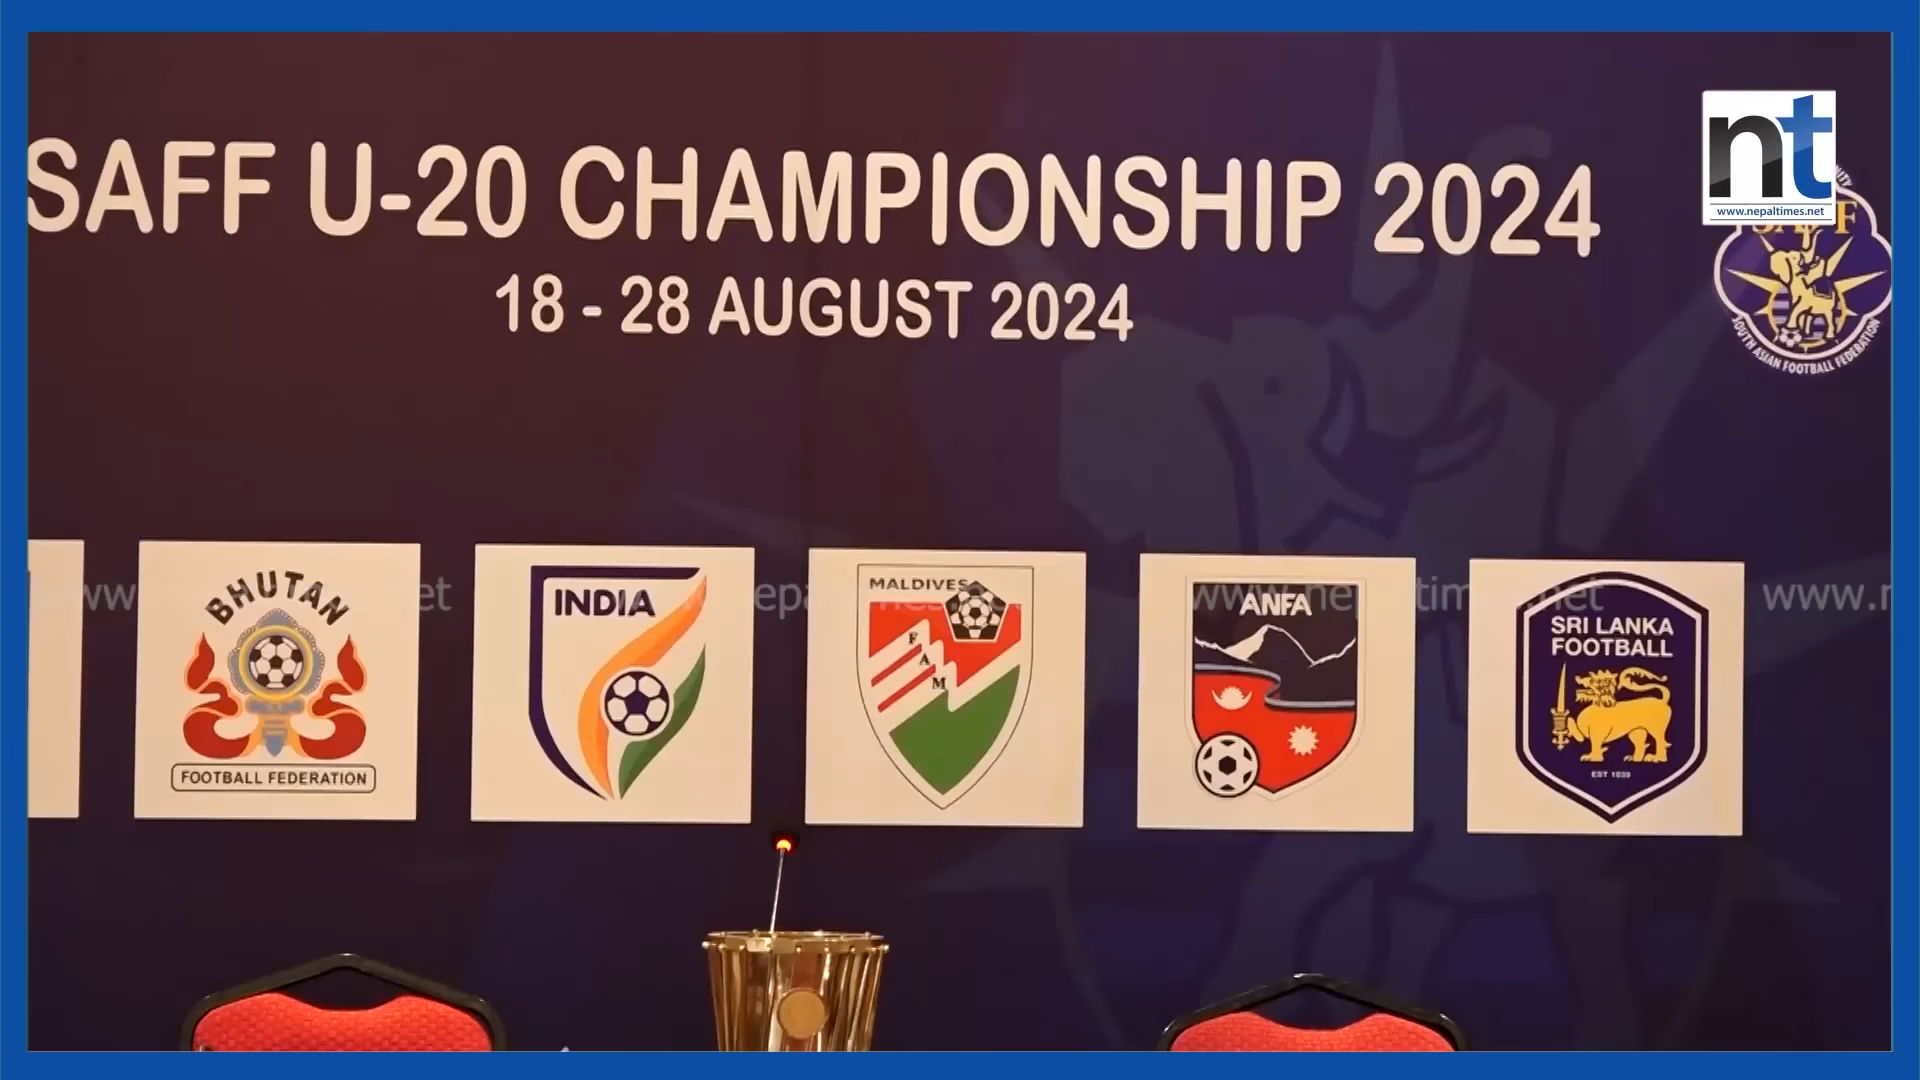 SAFF U-20 CHAMPIONSHIP 2024
18 - 28 AUGUST 2024
nt
www.nepaltimes.net
SOUTH ASIAN FOOTBALL FEDERATION
BHUTAN
FOOTBALL FEDERATION
INDIA
MALDIVES
F
A
M
ANFA
SRI LANKA
FOOTBALL
EST 1939